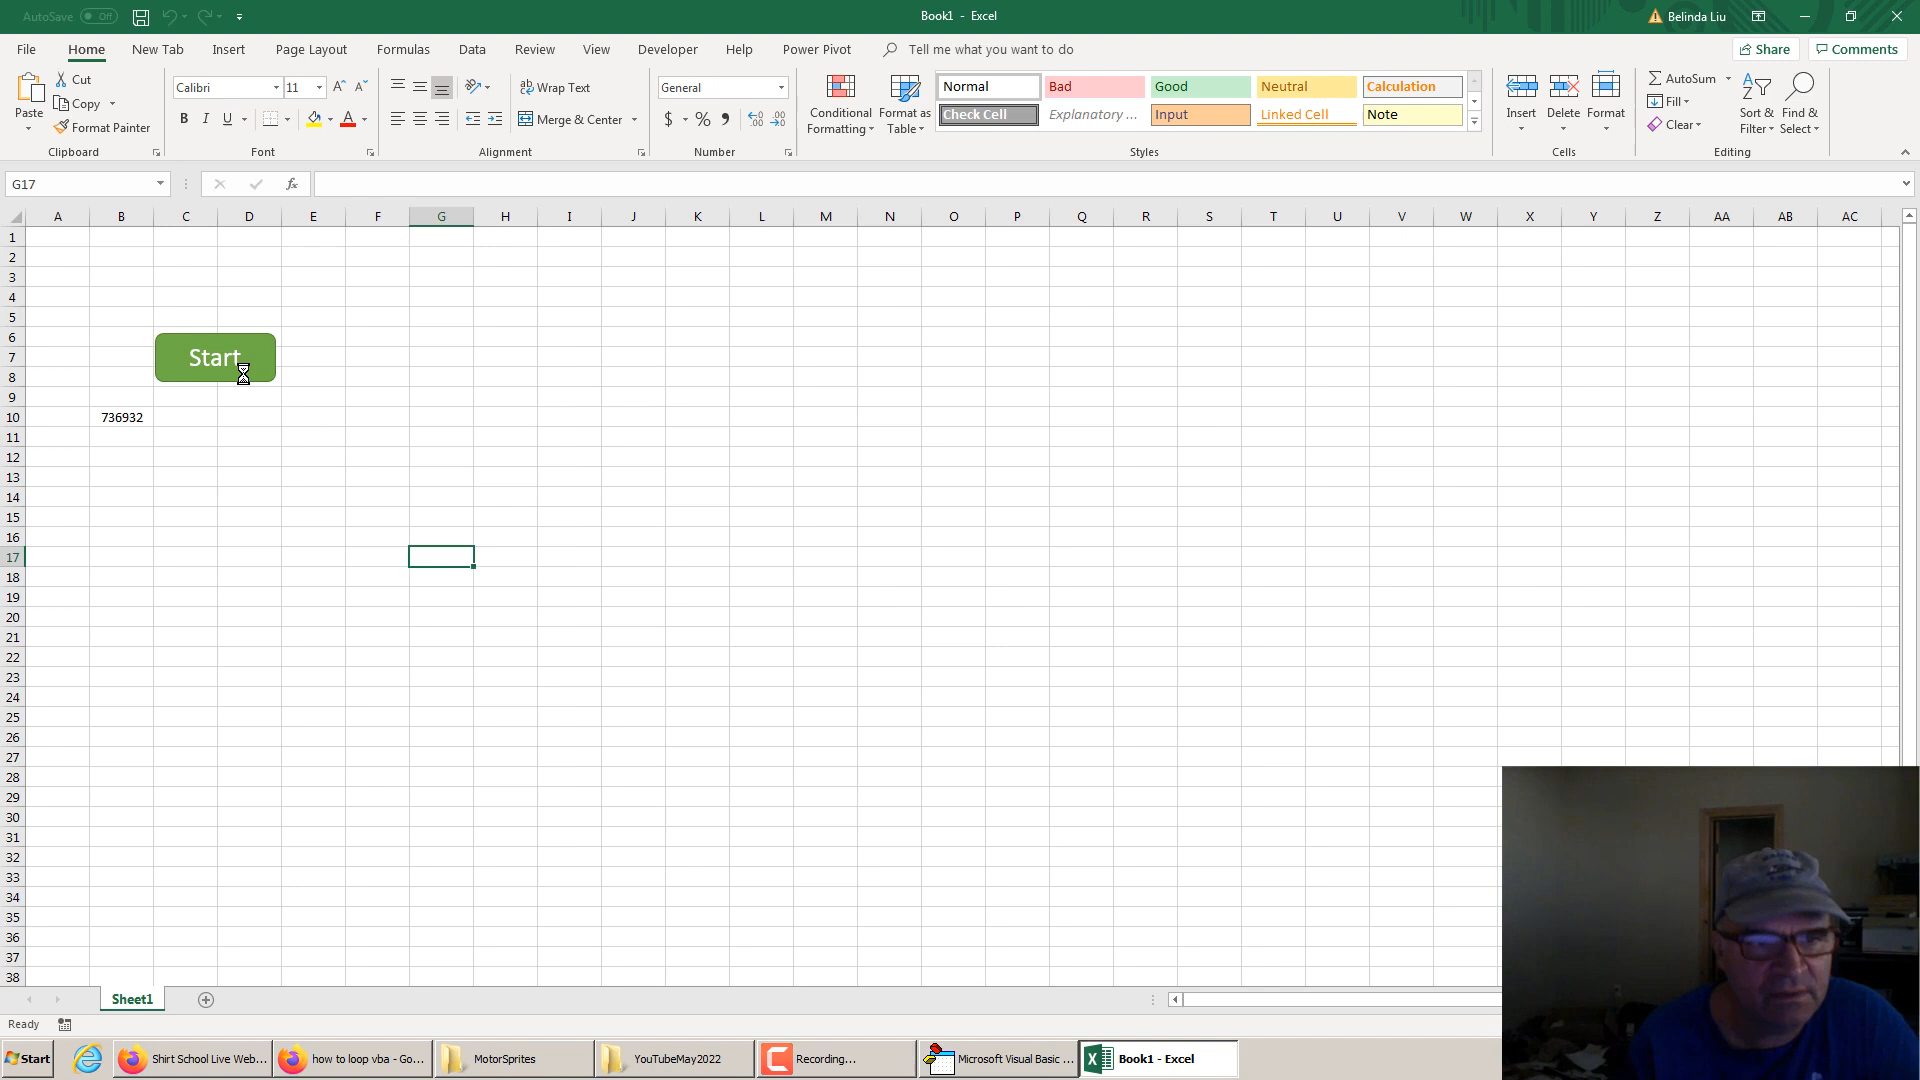 AutoSave Off
Book1 - Excel
Belinda Liu
File Home New Tab Insert Page Layout Formulas Data Review View Developer Help Power Pivot Tell me what you want to do
Share Comments
Paste
Cut
Copy
Format Painter
Clipboard
Calibri 11
B I U A
Font
Wrap Text
Merge & Center
Alignment
General
$ % ,
Number
Conditional Formatting
Format as Table
Normal Bad Good Neutral Calculation
Check Cell Explanatory ... Input Linked Cell Note
Styles
Insert Delete Format
Cells
AutoSum
Fill
Clear
Sort & Filter
Find & Select
Editing
G17
fx
A B C D E F G H I J K L M N O P Q R S T U V W X Y Z AA AB AC
1
2
3
4
5
6
7
Start
8
9
10 736932
11
12
13
14
15
16
17
18
19
20
21
22
23
24
25
26
27
28
29
30
31
32
33
34
35
36
37
38
Sheet1
Ready
Start
Shirt School Live Web...
how to loop vba - Go...
MotorSprites
YouTubeMay2022
Recording...
Microsoft Visual Basic ...
Book1 - Excel